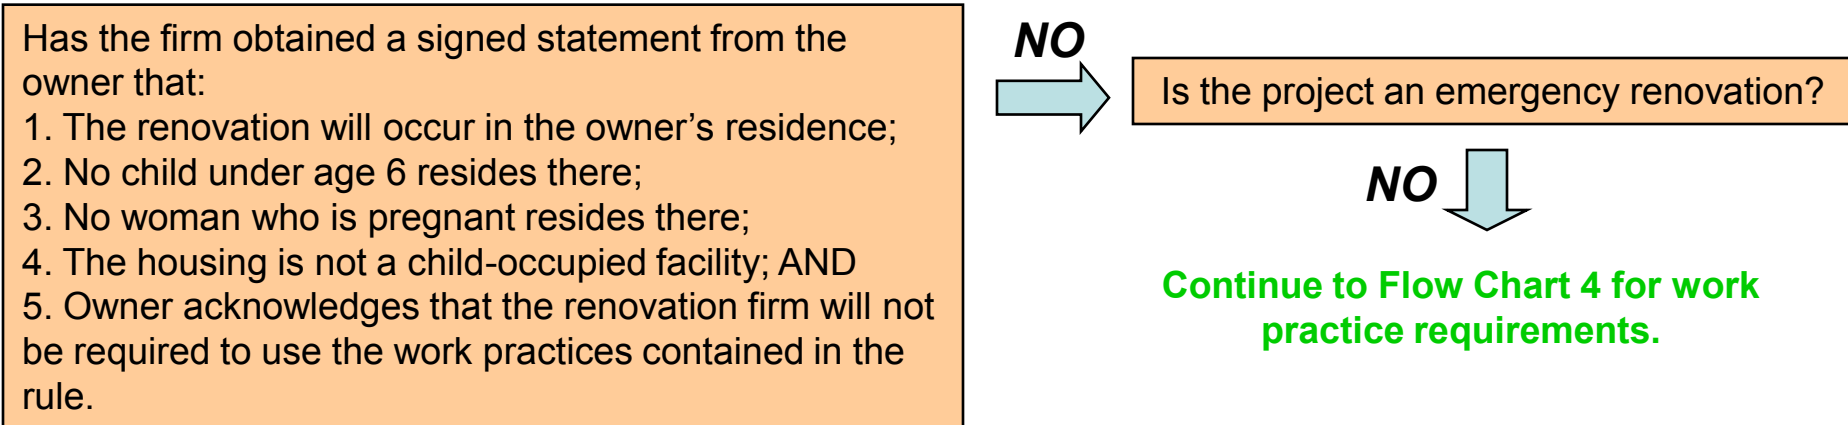 Has the firm obtained a signed statement from the
owner that:
1. The renovation will occur in the owner's residence;
2. No child under age 6 resides there;
3. No woman who is pregnant resides there;
4. The housing is not a child-occupied facility; AND
5. Owner acknowledges that the renovation firm will not
be required to use the work practices contained in the
rule.
NO
Is the project an emergency renovation?
NO
Continue to Flow Chart 4 for work
practice requirements.